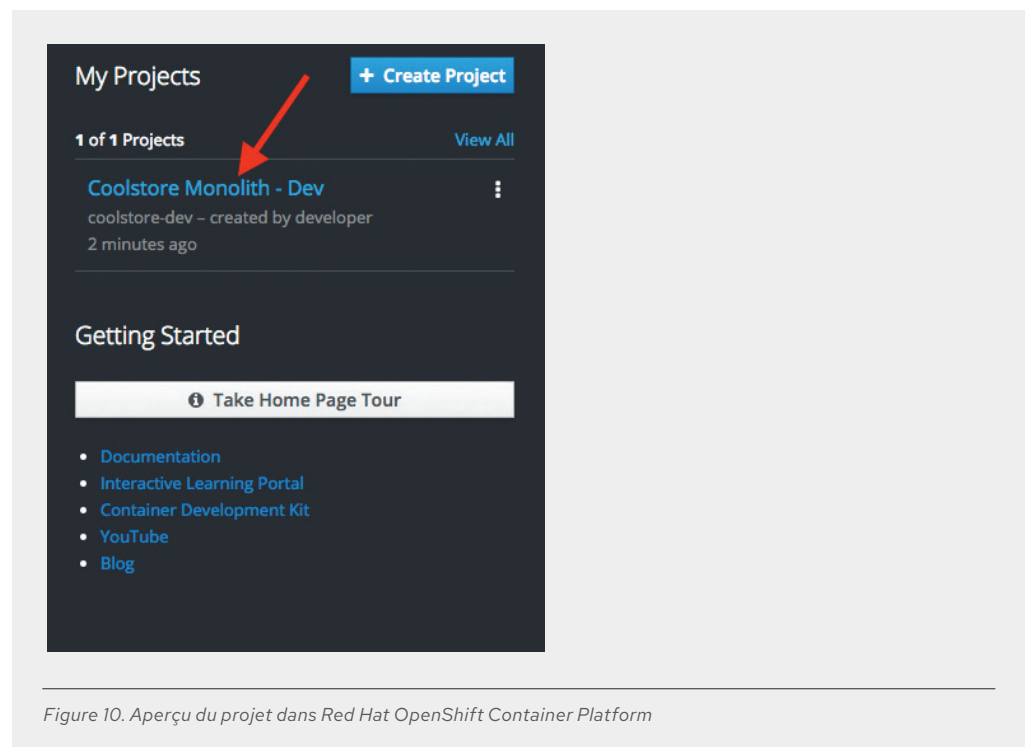 My Projects
+ Create Project
1 of 1 Projects
View All
Coolstore Monolith - Dev
coolstore-dev – created by developer
2 minutes ago
Getting Started
Take Home Page Tour
• Documentation
• Interactive Learning Portal
• Container Development Kit
• YouTube
• Blog
Figure 10. Aperçu du projet dans Red Hat OpenShift Container Platform